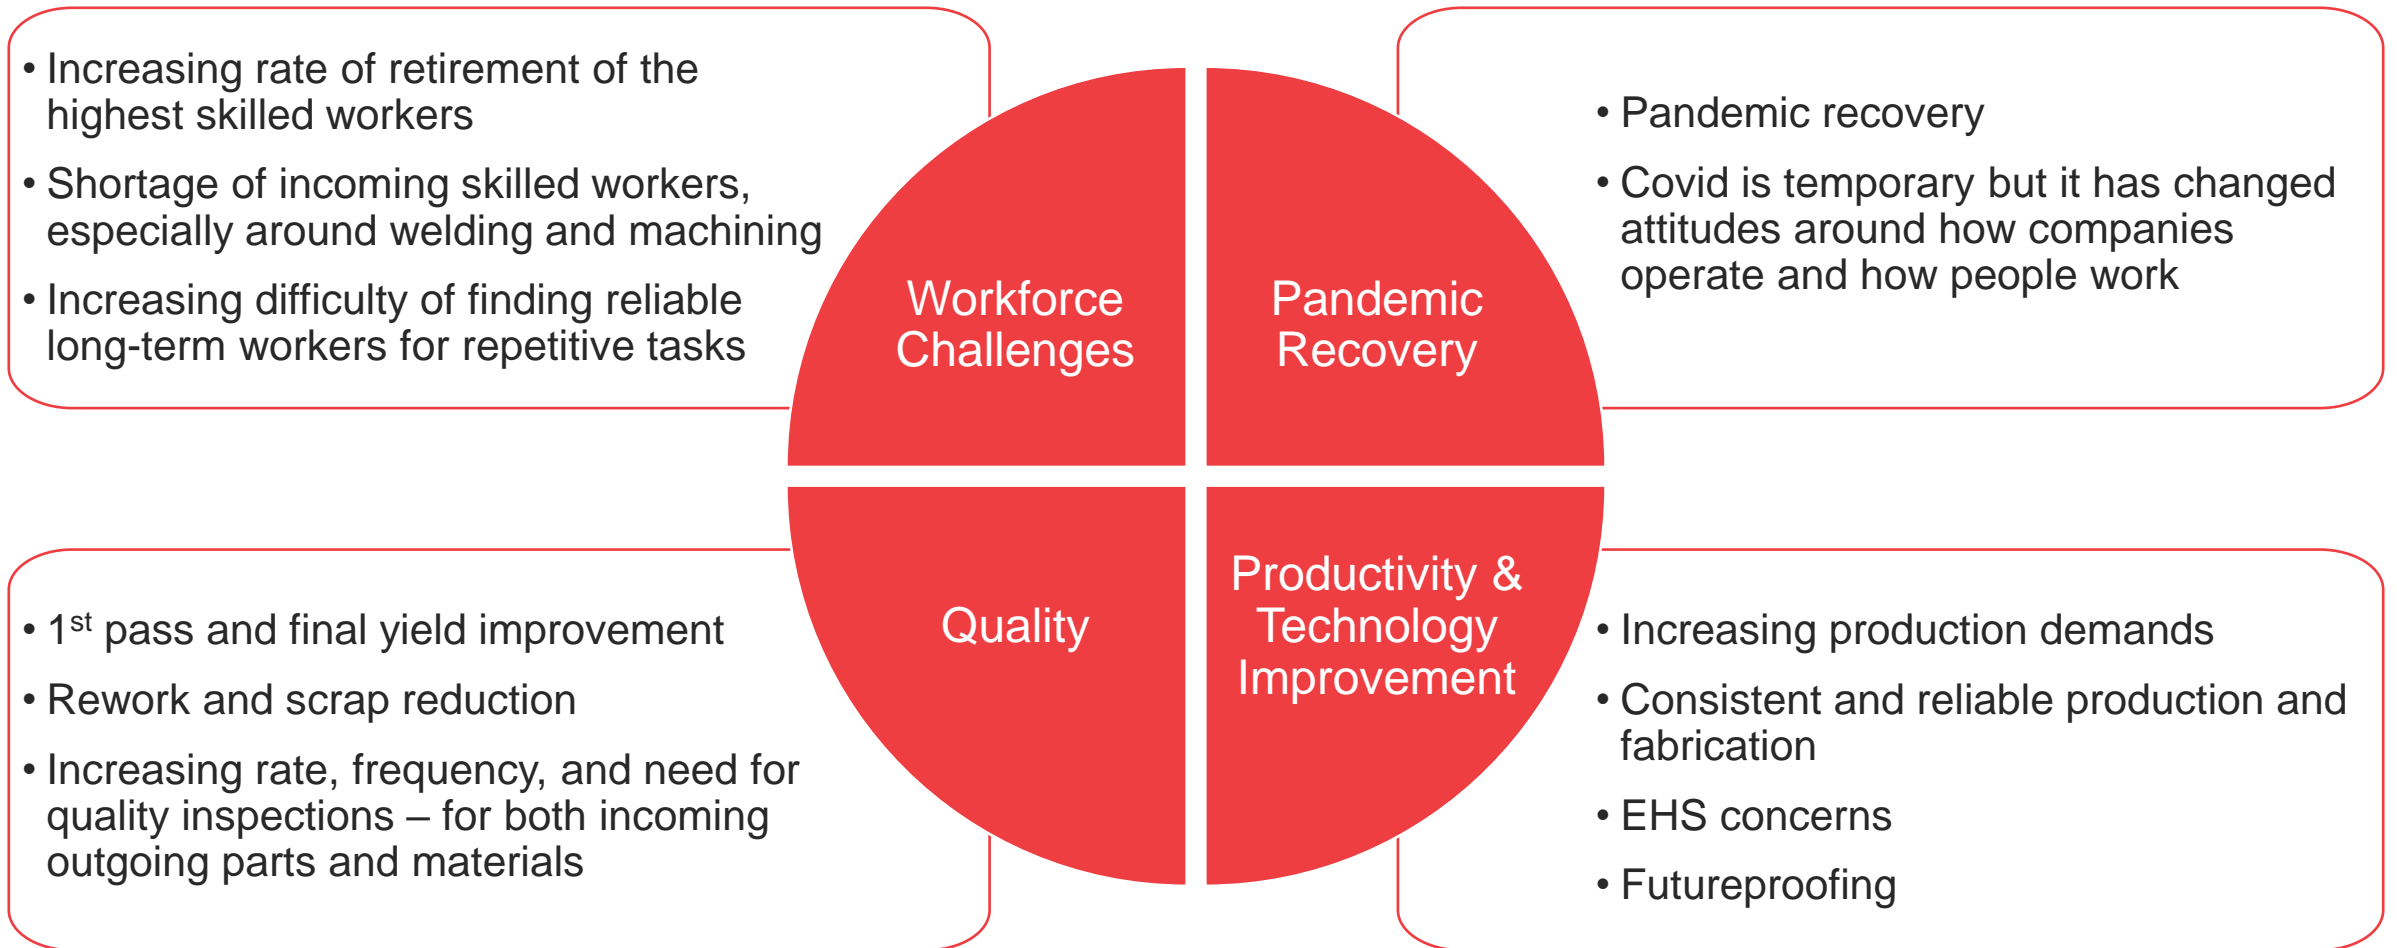 • Increasing rate of retirement of the
highest skilled workers
• Shortage of incoming skilled workers,
especially around welding and machining
• Increasing difficulty of finding reliable
long-term workers for repetitive tasks
Workforce
Challenges
Pandemic
Recovery
• Pandemic recovery
• Covid is temporary but it has changed
attitudes around how companies
operate and how people work
• 1st pass and final yield improvement
• Rework and scrap reduction
• Increasing rate, frequency, and need for
quality inspections – for both incoming
outgoing parts and materials
Quality
Productivity &
Technology
Improvement
• Increasing production demands
• Consistent and reliable production and
fabrication
• EHS concerns
• Futureproofing